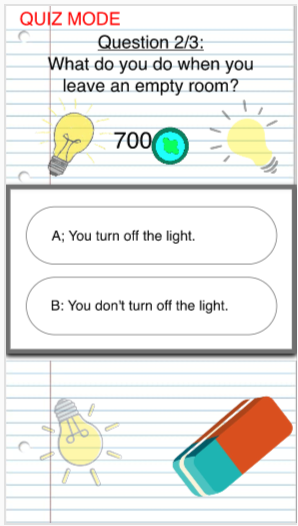 QUIZ MODE
Question 2/3:
What do you do when you
leave an empty room?
700
A; You turn off the light.
B: You don't turn off the light.